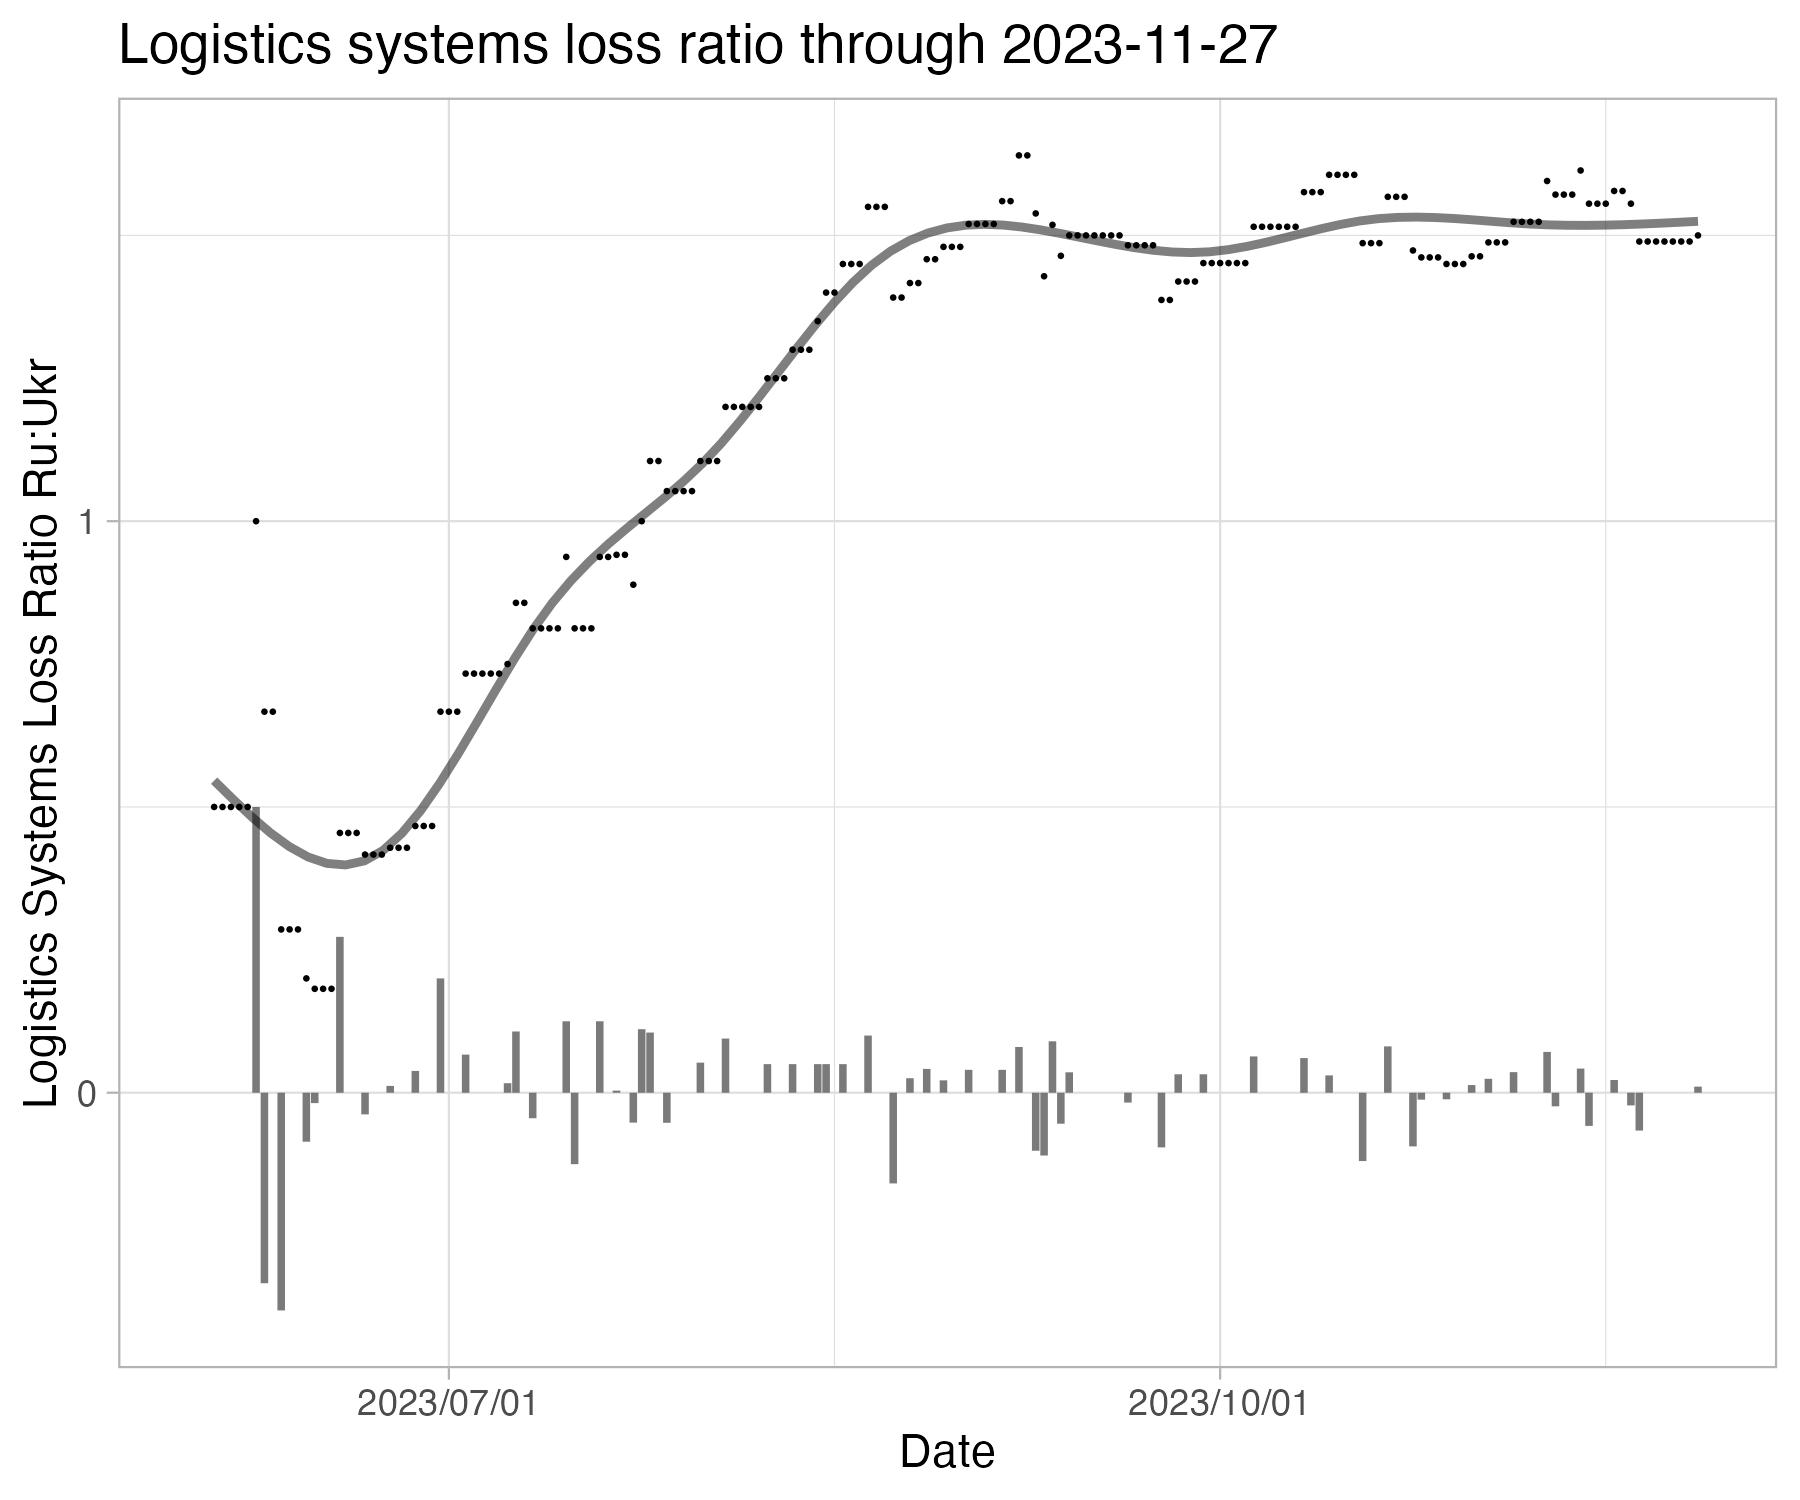 Logistics systems loss ratio through 2023-11-27
Logistics Systems Loss Ratio Ru:Ukr
1
0
2023/07/01
2023/10/01
Date